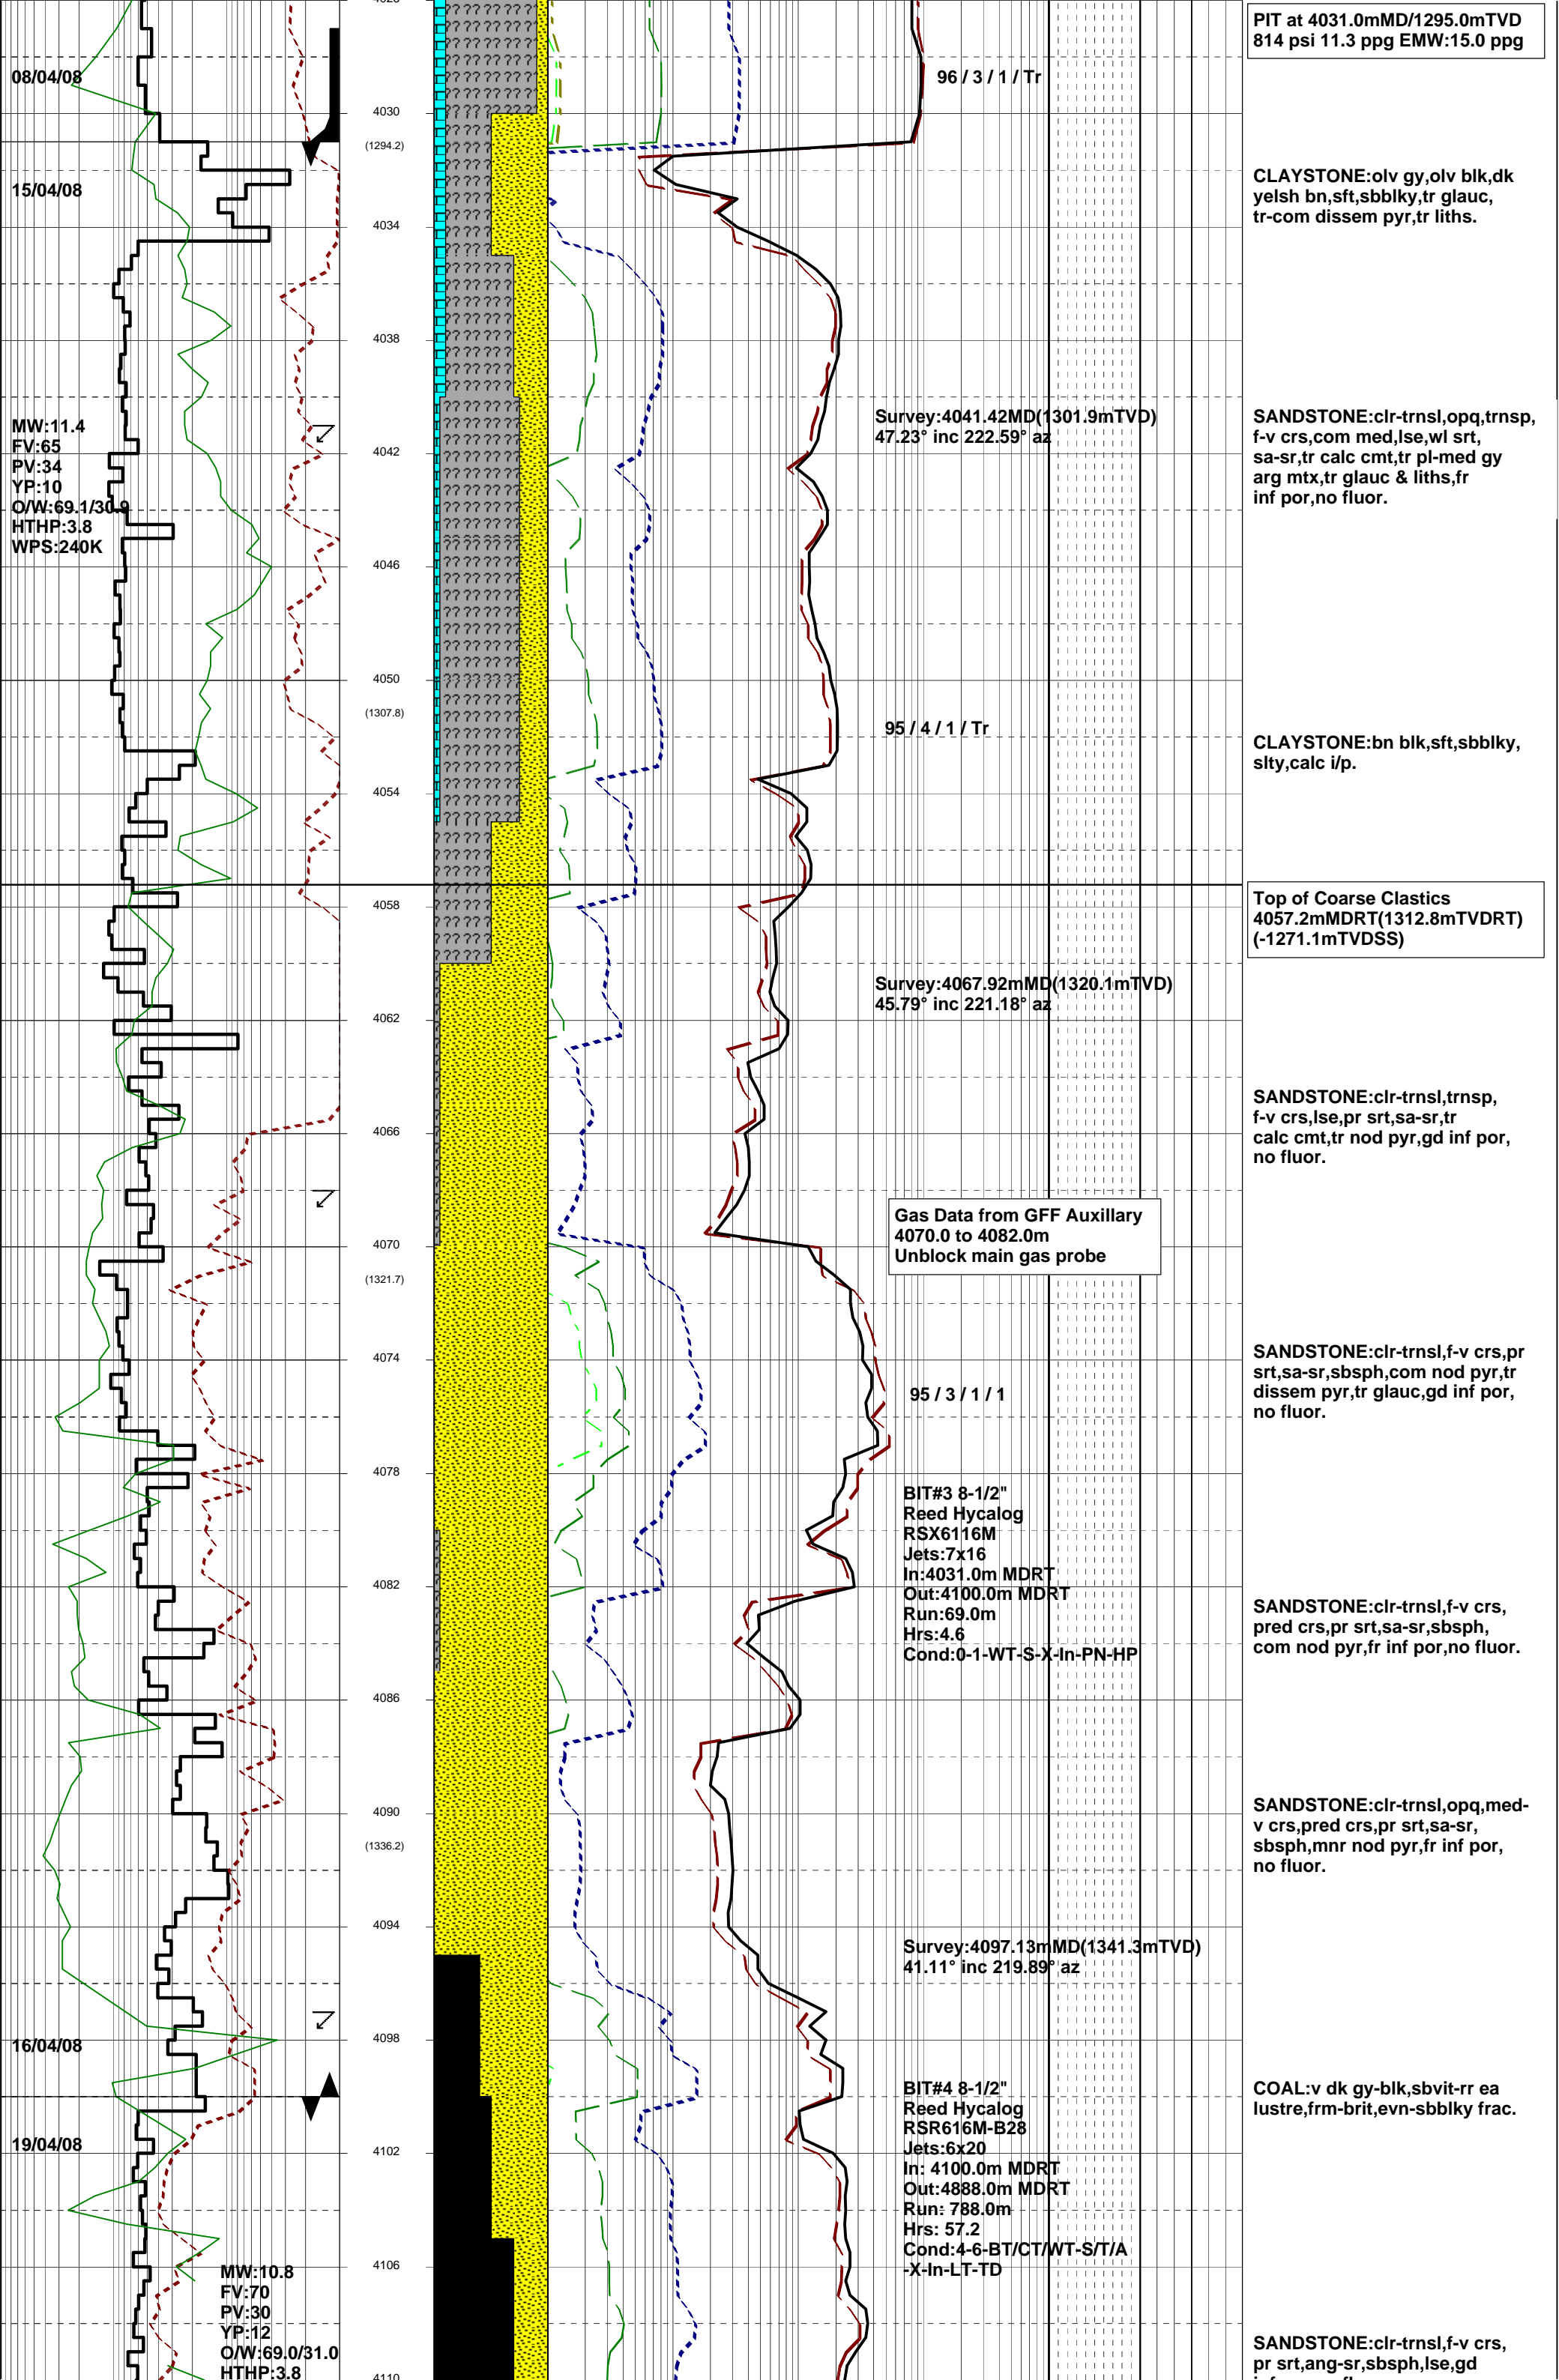 PIT at 4031.0mMD/1295.0mTVD
814 psi 11.3 ppg EMW:15.0 ppg
08/04/08
96 / 3 / 1 / Tr
4030
(1294.2)
15/04/08
CLAYSTONE:olv gy,olv blk,dk
yelsh bn,sft,sbblky,tr glauc,
tr-com dissem pyr,tr liths.
4034
4038
MW:11.4
FV:65
PV:34
YP:10
O/W:69.1/30.9
HTHP:3.8
WPS:240K
Survey:4041.42MD(1301.9mTVD)
47.23° inc 222.59° az
SANDSTONE:clr-trnsl,opq,trnsp,
f-v crs,com med,lse,wl srt,
sa-sr,tr calc cmt,tr pl-med gy
arg mtx,tr glauc & liths,fr
inf por,no fluor.
4042
4046
4050
(1307.8)
95 / 4 / 1 / Tr
CLAYSTONE:bn blk,sft,sbblky,
slty,calc i/p.
4054
4058
Top of Coarse Clastics
4057.2mMDRT(1312.8mTVDRT)
(-1271.1mTVDSS)
Survey:4067.92mMD(1320.1mTVD)
45.79° inc 221.18° az
4062
SANDSTONE:clr-trnsl,trnsp,
f-v crs,lse,pr srt,sa-sr,tr
calc cmt,tr nod pyr,gd inf por,
no fluor.
4066
Gas Data from GFF Auxillary
4070.0 to 4082.0m
Unblock main gas probe
4070
(1321.7)
4074
SANDSTONE:clr-trnsl,f-v crs,pr
srt,sa-sr,sbsph,com nod pyr,tr
dissem pyr,tr glauc,gd inf por,
no fluor.
95 / 3 / 1 / 1
4078
BIT#3 8-1/2"
Reed Hycalog
RSX6116M
Jets:7x16
In:4031.0m MDRT
Out:4100.0m MDRT
Run:69.0m
Hrs:4.6
Cond:0-1-WT-S-X-In-PN-HP
4082
SANDSTONE:clr-trnsl,f-v crs,
pred crs,pr srt,sa-sr,sbsph,
com nod pyr,fr inf por,no fluor.
4086
4090
(1336.2)
SANDSTONE:clr-trnsl,opq,med-
v crs,pred crs,pr srt,sa-sr,
sbsph,mnr nod pyr,fr inf por,
no fluor.
4094
Survey:4097.13mMD(1341.3mTVD)
41.11° inc 219.89° az
4098
16/04/08
BIT#4 8-1/2"
Reed Hycalog
RSR616M-B28
Jets:6x20
In: 4100.0m MDRT
Out:4888.0m MDRT
Run: 788.0m
Hrs: 57.2
Cond:4-6-BT/CT/WT-S/T/A
-X-In-LT-TD
COAL:v dk gy-blk,sbvit-rr ea
lustre,frm-brit,evn-sbblky frac.
19/04/08
4102
4106
MW:10.8
FV:70
PV:30
YP:12
O/W:69.0/31.0
HTHP:3.8
SANDSTONE:clr-trnsl,f-v crs,
pr srt,ang-sr,sbsph,lse,gd
4110